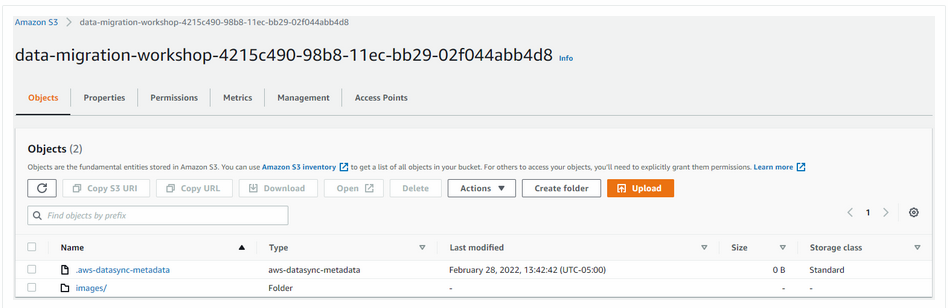 Amazon S3 > data-migration-workshop-4215c490-98b8-11ec-bb29-02f044abb4d8
data-migration-workshop-4215c490-98b8-11ec-bb29-02f044abb4d8 Info
Objects Properties Permissions Metrics Management Access Points
Objects (2)
Objects are the fundamental entities stored in Amazon S3. You can use Amazon S3 inventory to get a list of all objects in your bucket. For others to access your objects, you'll need to explicitly grant them permissions. Learn more
Copy S3 URI Copy URL Download Open Delete Actions Create folder Upload
Find objects by prefix
1
Name Type Last modified Size Storage class
.aws-datasync-metadata aws-datasync-metadata February 28, 2022, 13:42:42 (UTC-05:00) 0 B Standard
images/ Folder - - -